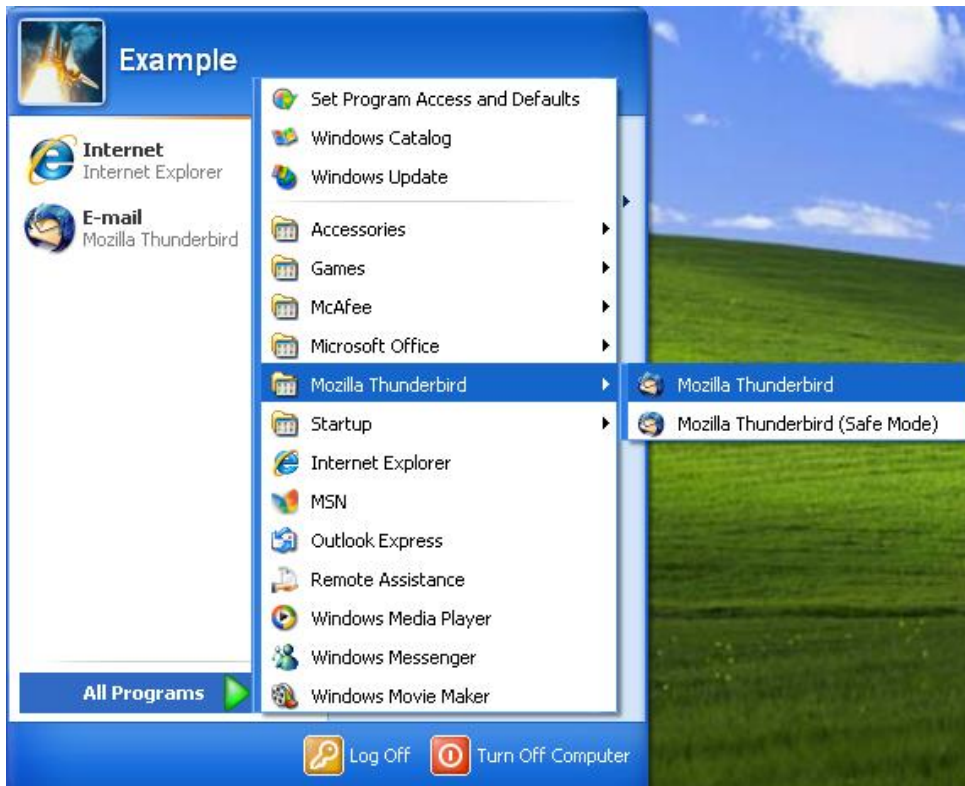 Example
Internet
Internet Explorer
E-mail
Mozilla Thunderbird
Set Program Access and Defaults
Windows Catalog
Windows Update
Accessories
Games
McAfee
Microsoft Office
Mozilla Thunderbird
Mozilla Thunderbird
Mozilla Thunderbird (Safe Mode)
Startup
Internet Explorer
MSN
Outlook Express
Remote Assistance
Windows Media Player
Windows Messenger
Windows Movie Maker
All Programs
Log Off
Turn Off Computer